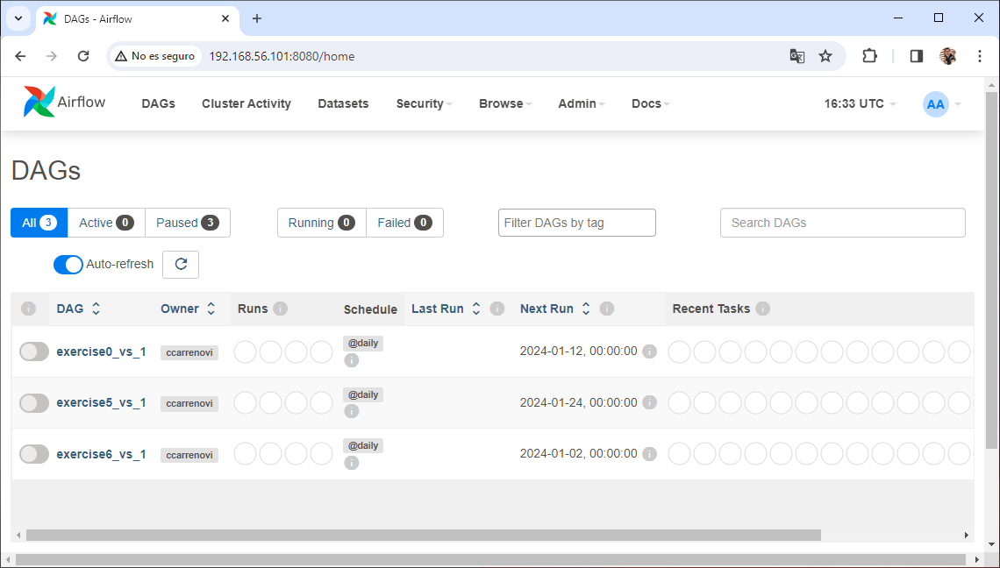 DAGs - Airflow
No es seguro 192.168.56.101:8080/home
Airflow DAGs Cluster Activity Datasets Security Browse Admin Docs 16:33 UTC AA
DAGs
All 3 Active 0 Paused 3 Running 0 Failed 0 Filter DAGs by tag Search DAGs
Auto-refresh
DAG Owner Runs Schedule Last Run Next Run Recent Tasks
exercise0_vs_1 ccarrenovi @daily 2024-01-12, 00:00:00
exercise5_vs_1 ccarrenovi @daily 2024-01-24, 00:00:00
exercise6_vs_1 ccarrenovi @daily 2024-01-02, 00:00:00